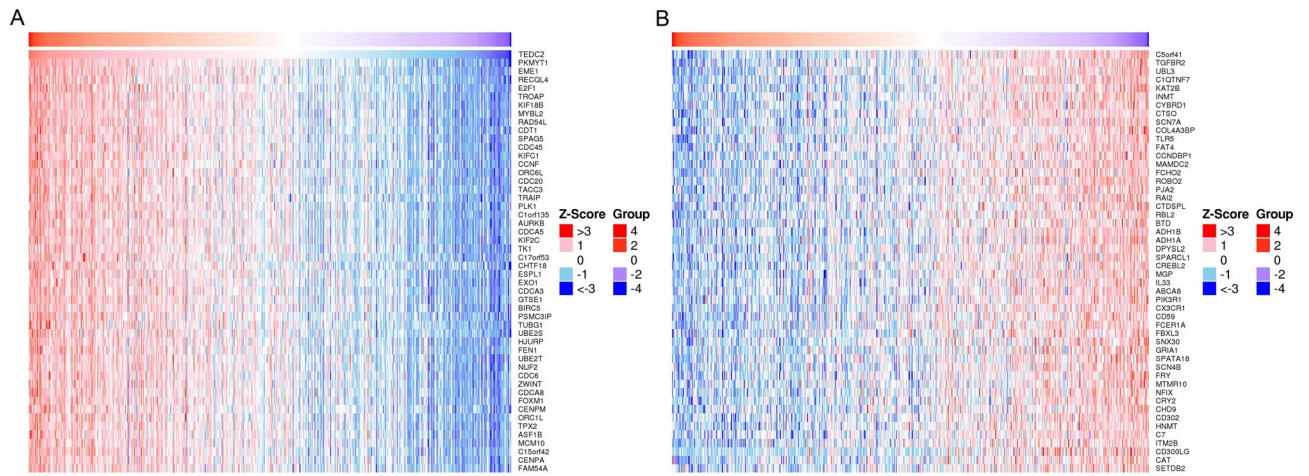 A
TEDC2
PKMYT1
EME1
RECQL4
E2F1
TROAP
KIF18B
MYBL2
RAD54L
CDT1
SPAG5
CDC45
KIFC1
CCNF
ORC6L
CDC20
TACC3
TRAIP
PLK1
C1orf135
AURKB
CDCA5
KIF2C
TK1
C17orf53
CHTF18
ESPL1
EXO1
CDCA3
GTSE1
BIRC5
PSMC3IP
TUBG1
UBE2S
HJURP
FEN1
UBE2T
NUF2
CDC6
ZWINT
CDCA8
FOXM1
CENPM
ORC1L
TPX2
ASF1B
MCM10
C15orf42
CENPA
FAM54A
Z-Score Group
>3 4
1 2
0 0
-1 -2
<-3 -4
B
C5orf41
TGFBR2
UBL3
C1QTNF7
KAT2B
INMT
CYBRD1
CTSO
SCN7A
COL4A3BP
TLR5
FAT4
CCNDBP1
MAMDC2
FCHO2
ROBO2
PJA2
RAI2
CTDSPL
RBL2
BTD
ADH1B
ADH1A
DPYSL2
SPARCL1
CREBL2
MGP
IL33
ABCA8
PIK3R1
CX3CR1
CD59
FCER1A
FBXL3
SNX30
GRIA1
SPATA18
SCN4B
FRY
MTMR10
NFIX
CRY2
CHD9
CD302
HNMT
C7
ITM2B
CD300LG
CAT
SETDB2
Z-Score Group
>3 4
1 2
0 0
-1 -2
<-3 -4